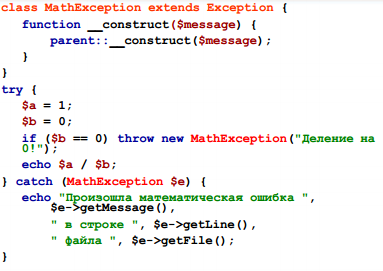 class MathException extends Exception {
function __construct($message) {
parent::__construct($message);
}
}
try {
$a = 1;
$b = 0;
if ($b == 0) throw new MathException("Деление на
0!");
echo $a / $b;
} catch (MathException $e) {
echo "Произошла математическая ошибка ",
$e->getMessage(),
" в строке ", $e->getLine(),
" файла ", $e->getFile();
}